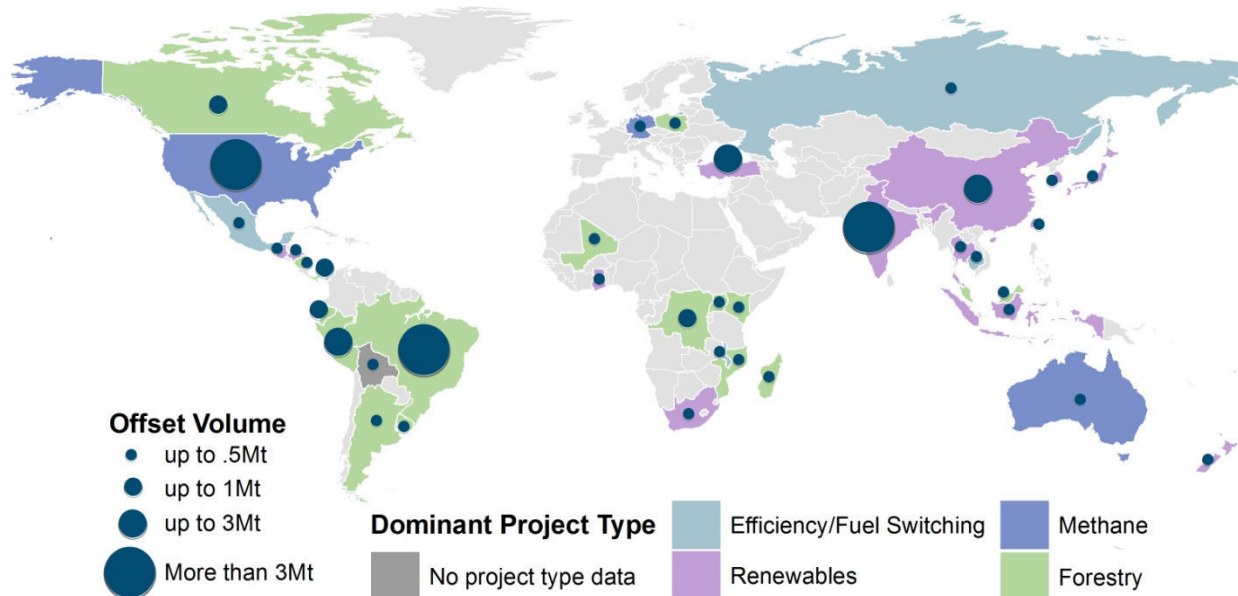 Offset Volume
up to .5Mt
up to 1Mt
up to 3Mt
More than 3Mt
Dominant Project Type
No project type data
Efficiency/Fuel Switching
Renewables
Methane
Forestry